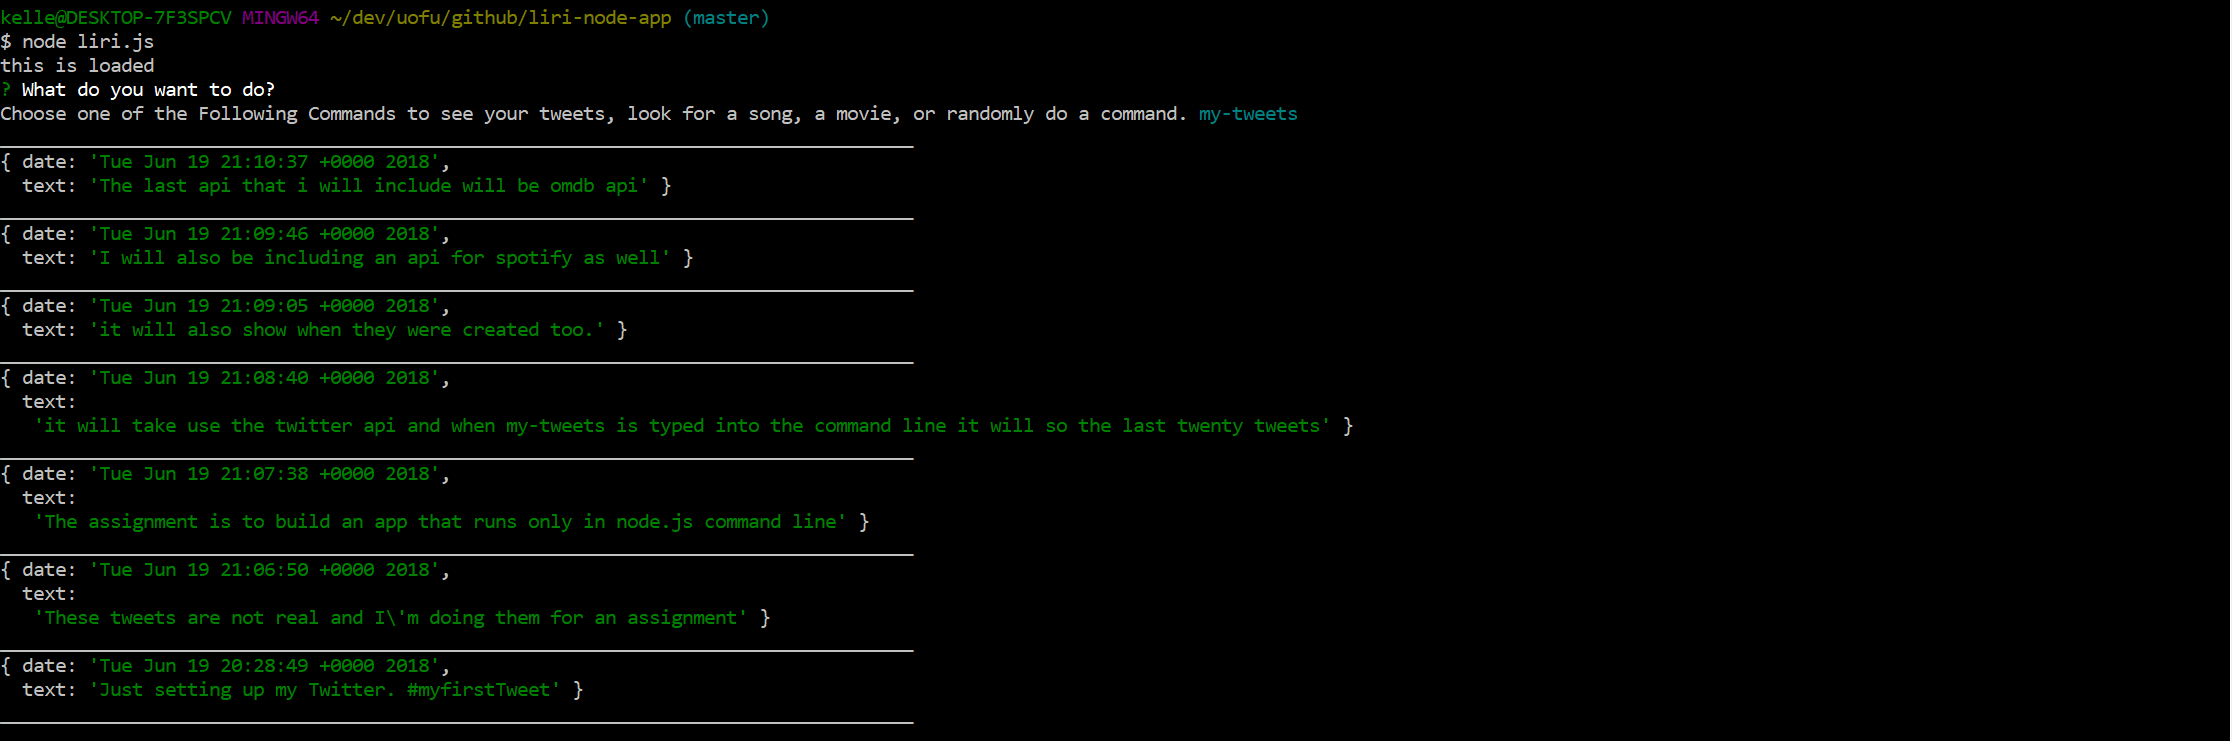 kelle@DESKTOP-7F3SPCV MINGW64 ~/dev/uofu/github/liri-node-app (master)
$ node liri.js
this is loaded
? What do you want to do?
Choose one of the Following Commands to see your tweets, look for a song, a movie, or randomly do a command. my-tweets
{ date: 'Tue Jun 19 21:10:37 +0000 2018',
text: 'The last api that i will include will be omdb api' }
{ date: 'Tue Jun 19 21:09:46 +0000 2018',
text: 'I will also be including an api for spotify as well' }
{ date: 'Tue Jun 19 21:09:05 +0000 2018',
text: 'it will also show when they were created too.' }
{ date: 'Tue Jun 19 21:08:40 +0000 2018',
text:
'it will take use the twitter api and when my-tweets is typed into the command line it will so the last twenty tweets' }
{ date: 'Tue Jun 19 21:07:38 +0000 2018',
text:
'The assignment is to build an app that runs only in node.js command line' }
{ date: 'Tue Jun 19 21:06:50 +0000 2018',
text:
'These tweets are not real and I\'m doing them for an assignment' }
{ date: 'Tue Jun 19 20:28:49 +0000 2018',
text: 'Just setting up my Twitter. #myfirstTweet' }